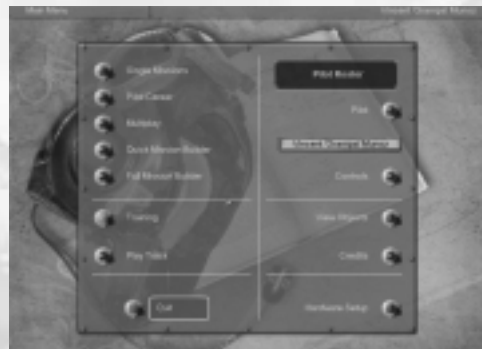 Main Menu
Single Missions
Pilot Career
Multiplay
Quick Mission Builder
Full Mission Builder
Training
Play Track
Quit
Pilot Roster
Pilot
Controls
View Objects
Credits
Hardware Setup